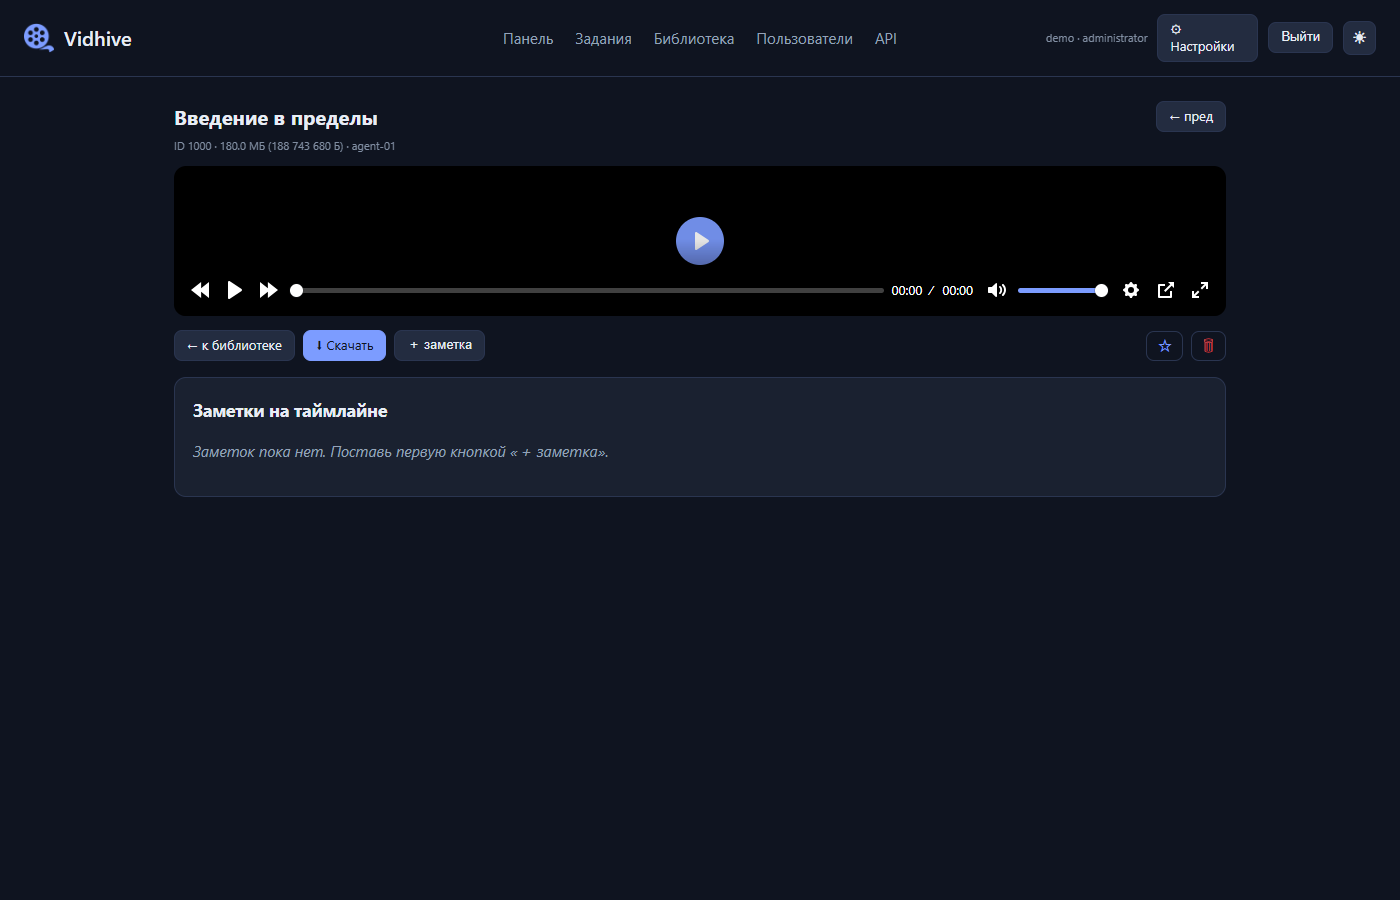 Vidhive
Панель Задания Библиотека Пользователи API
demo · administrator
⚙
Настройки
Выйти
Введение в пределы
← пред
ID 1000 · 180.0 МБ (188 743 680 Б) · agent-01
00:00 / 00:00
← к библиотеке
⬇ Скачать
+ заметка
Заметки на таймлайне
Заметок пока нет. Поставь первую кнопкой « + заметка».